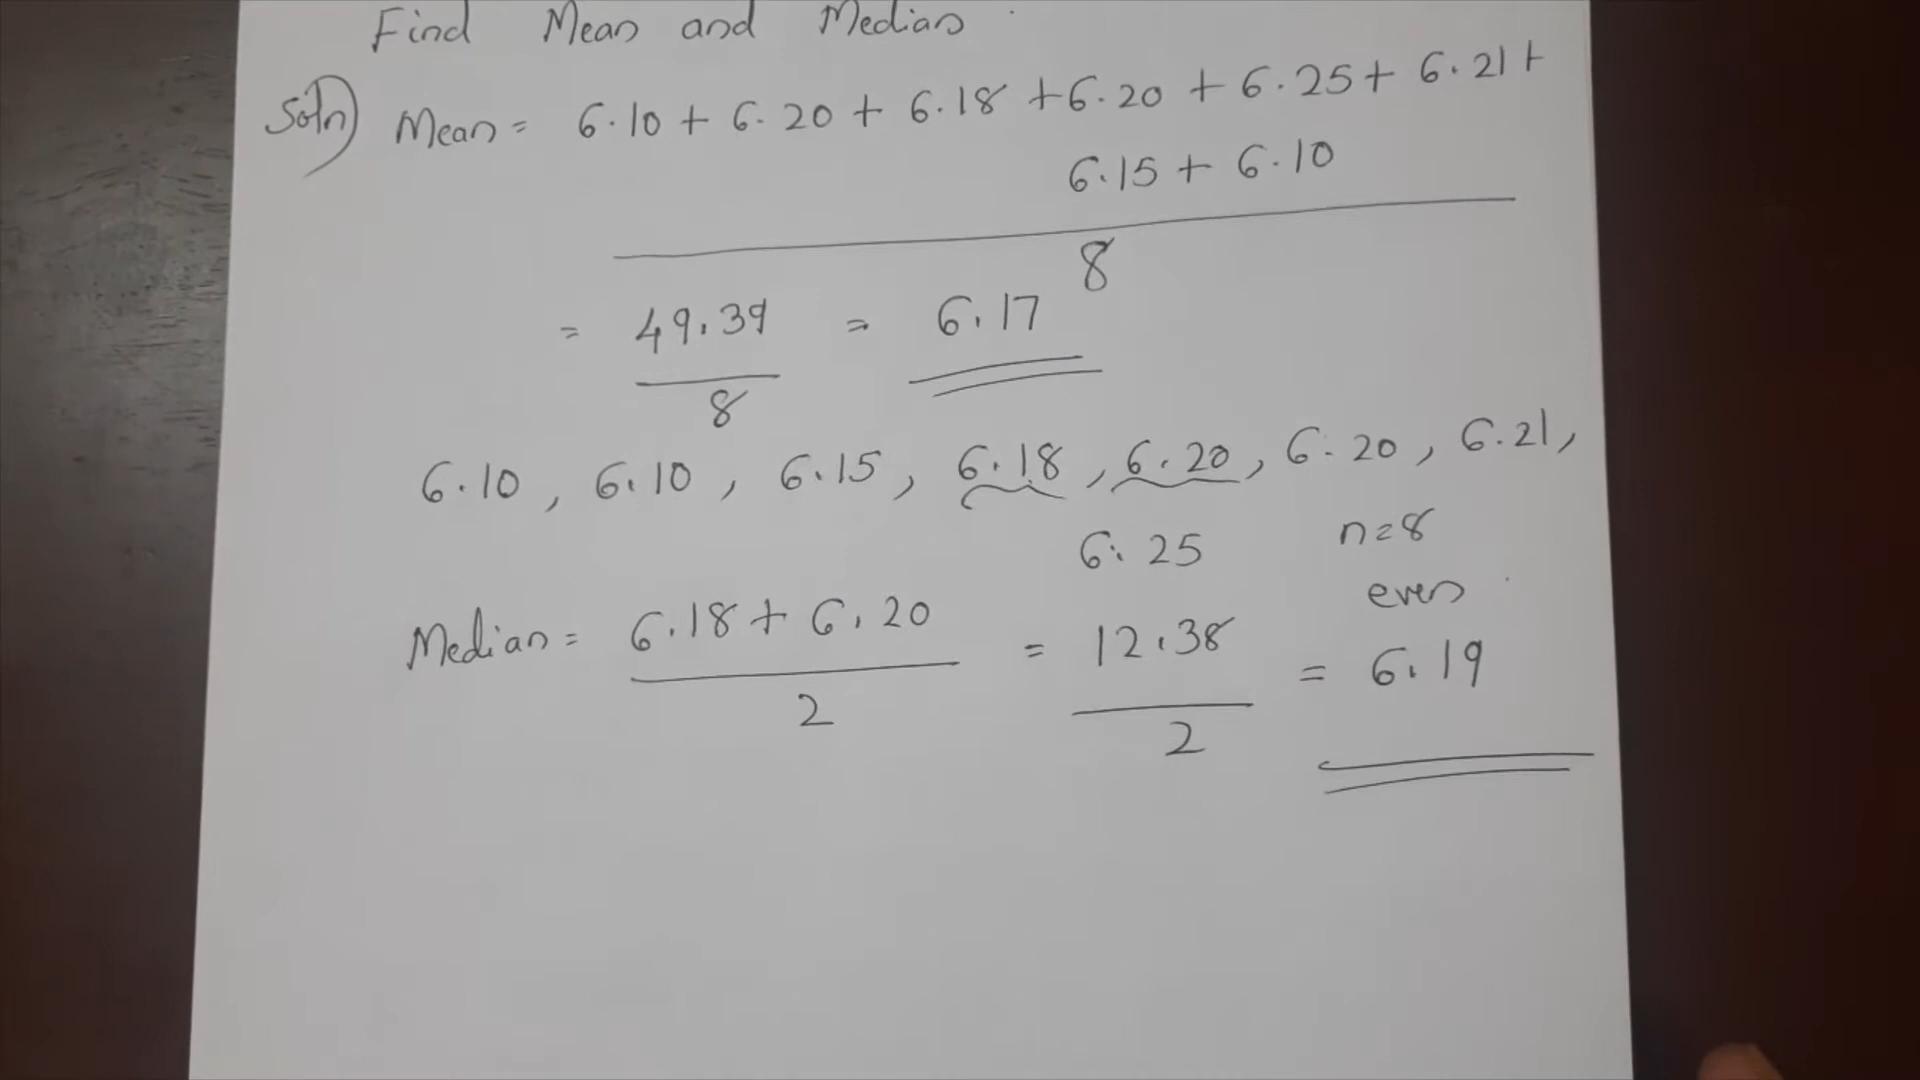 Find Mean and Median
Soln) Mean = 6.10 + 6.20 + 6.18 + 6.20 + 6.25 + 6.21 +
6.15 + 6.10
8
= 49.39 = 6.17
8
6.10, 6.10, 6.15, 6.18, 6.20, 6.20, 6.21,
6.25 n=8
even
Median = 6.18 + 6.20 = 12.38 = 6.19
2 2